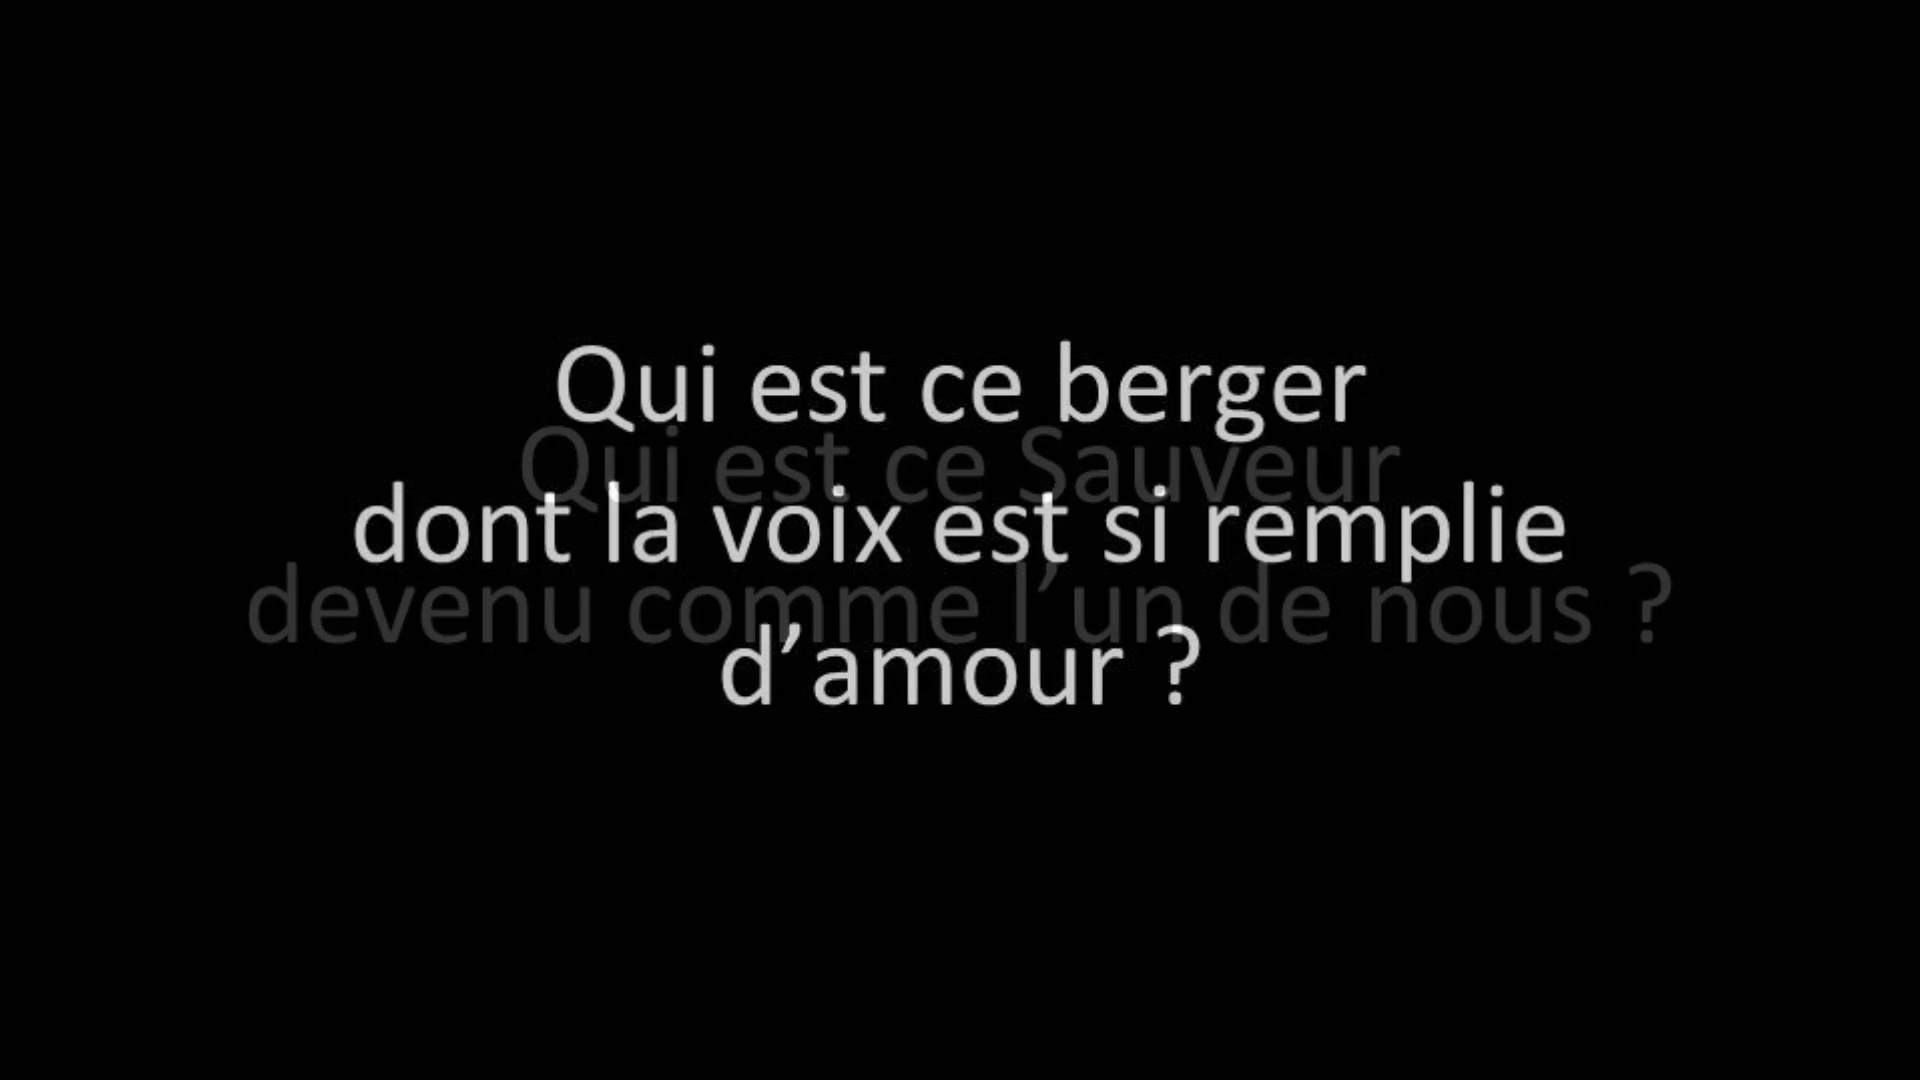 Qui est ce berger
Qui est ce Sauveur
dont la voix est si remplie
devenu comme l’un de nous ?
d’amour ?